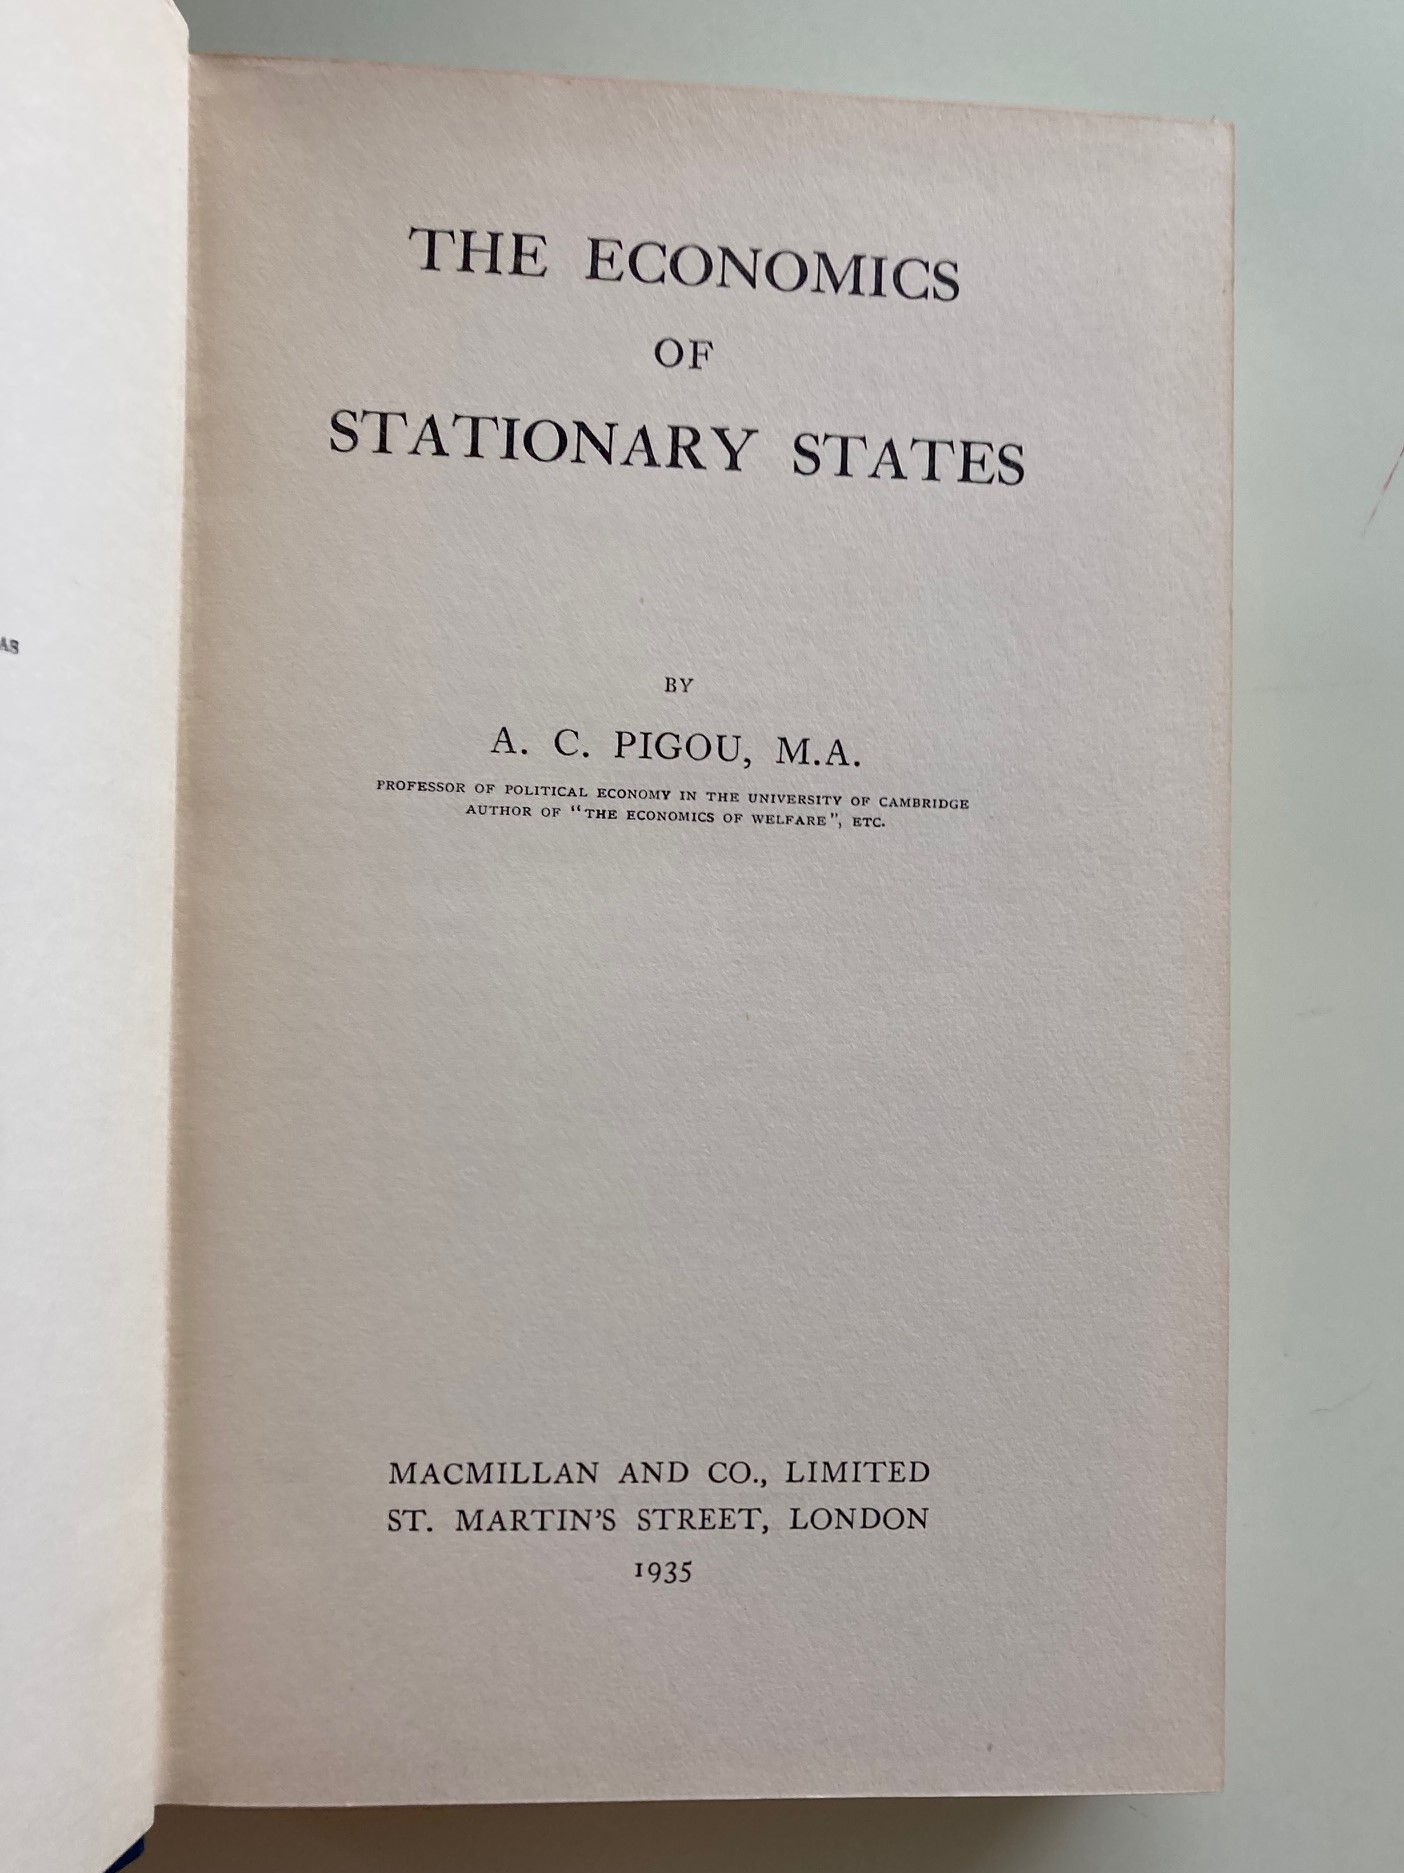 AS
THE ECONOMICS
OF
STATIONARY STATES
BY
A. C. PIGOU, M.A.
PROFESSOR OF POLITICAL ECONOMY IN THE UNIVERSITY OF CAMBRIDGE
AUTHOR OF "THE ECONOMICS OF WELFARE", ETC.
MACMILLAN AND CO., LIMITED
ST. MARTIN'S STREET, LONDON
1935